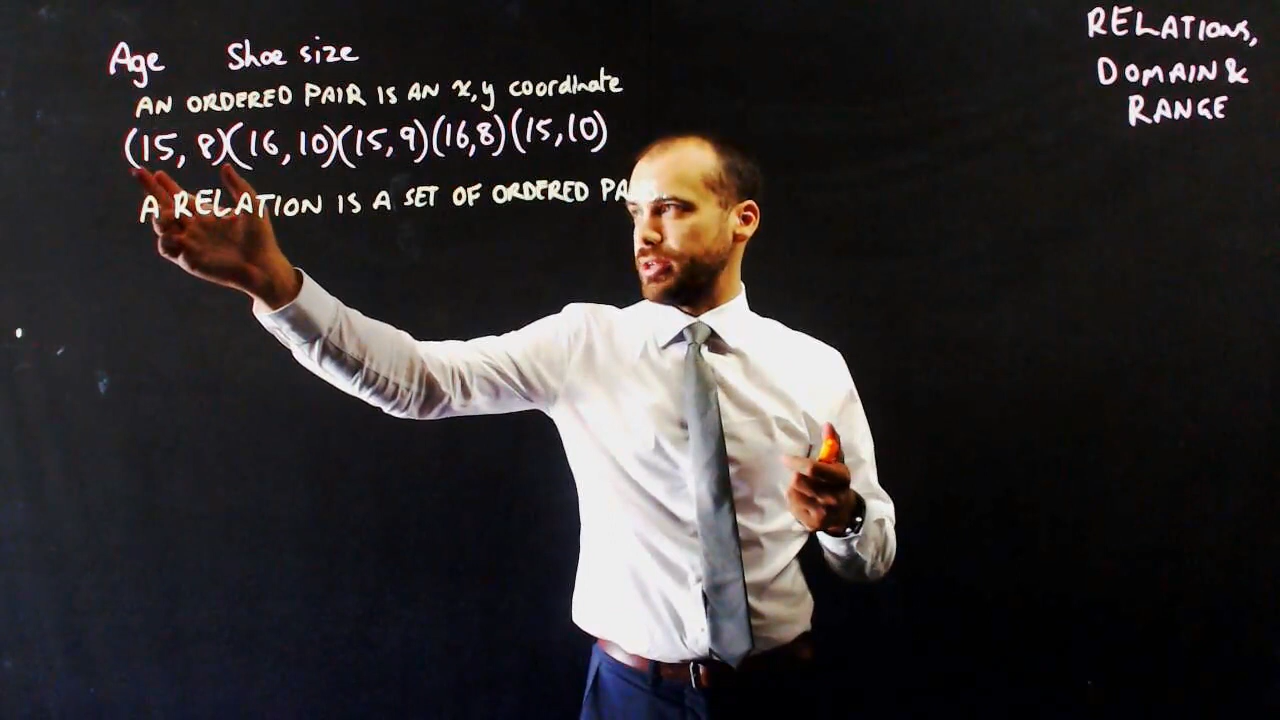 Age Shoe size
AN ORDERED PAIR IS AN x,y coordinate
(15, 8)(16, 10)(15, 9)(16,8)(15,10)
A RELATION IS A SET OF ORDERED
RELATIONS,
DOMAIN &
RANGE